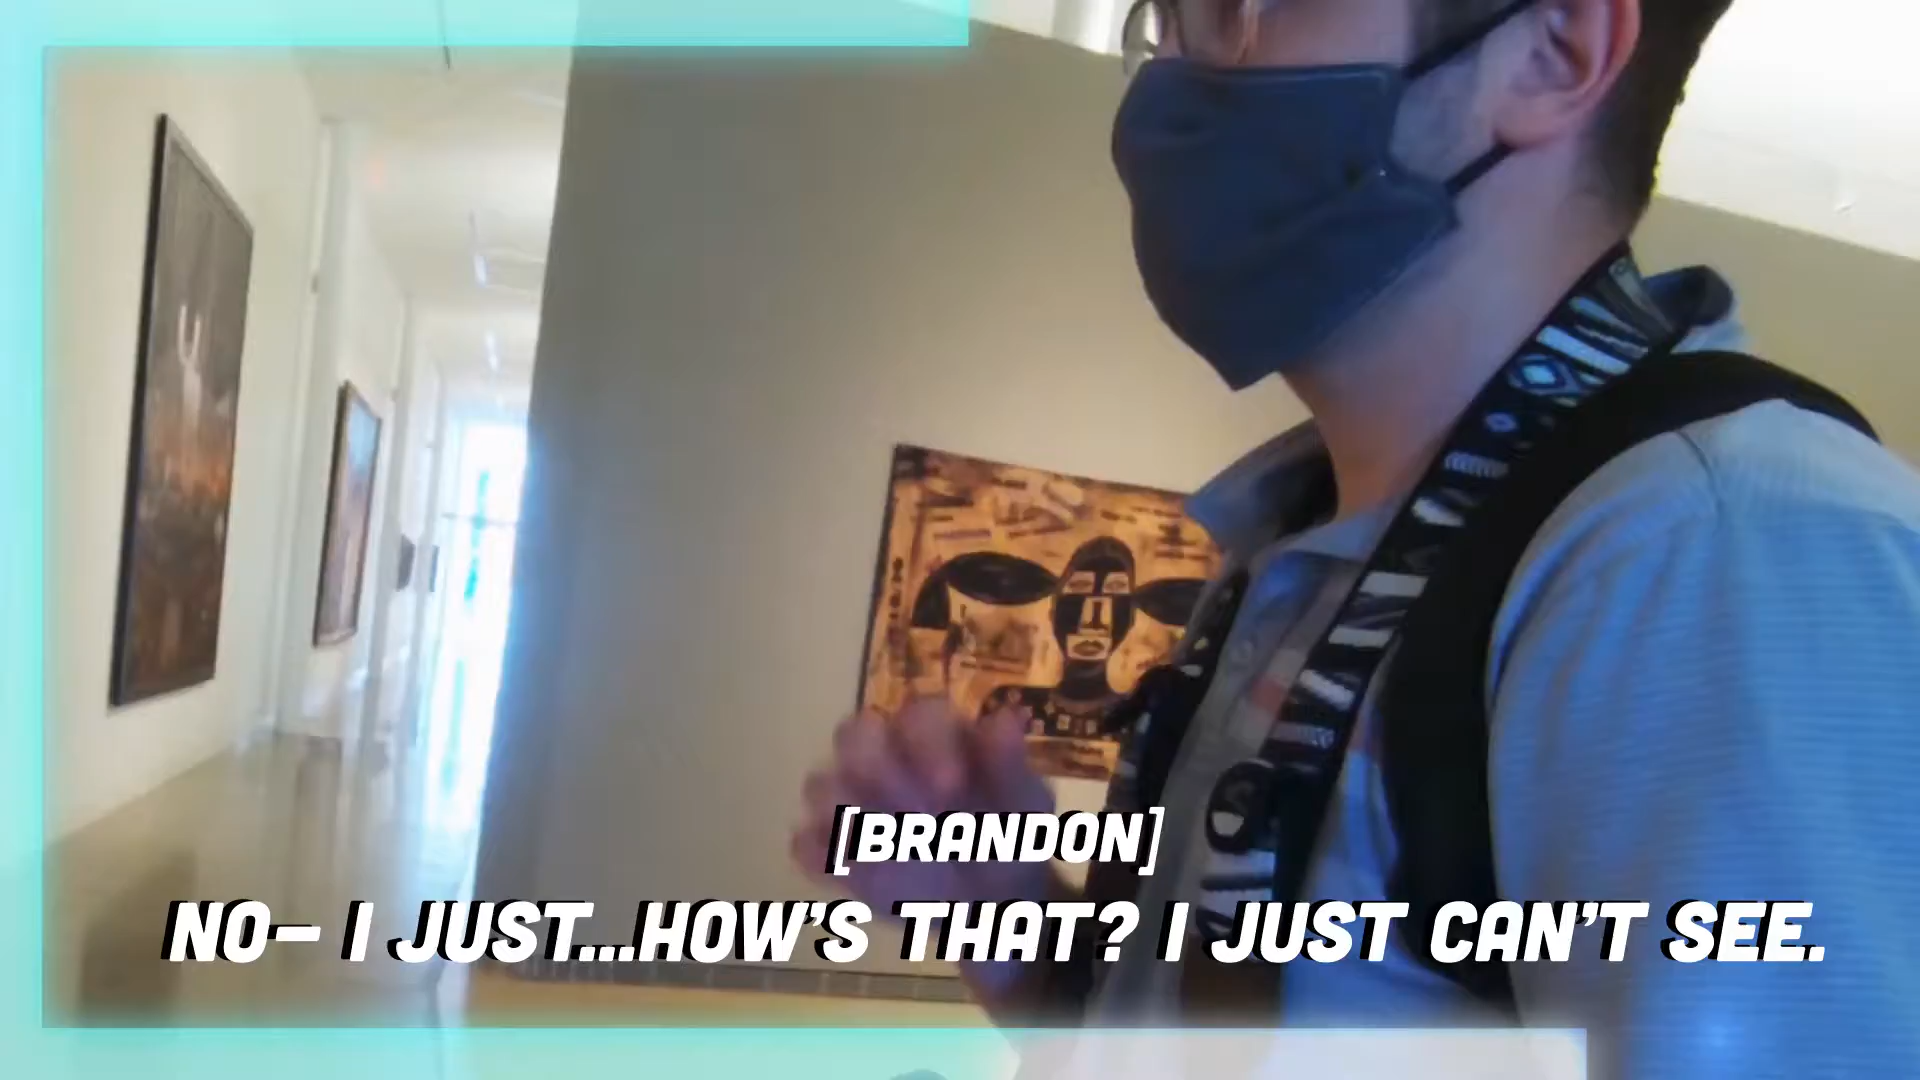 [BRANDON]
NO– I JUST...HOW'S THAT? I JUST CAN'T SEE.